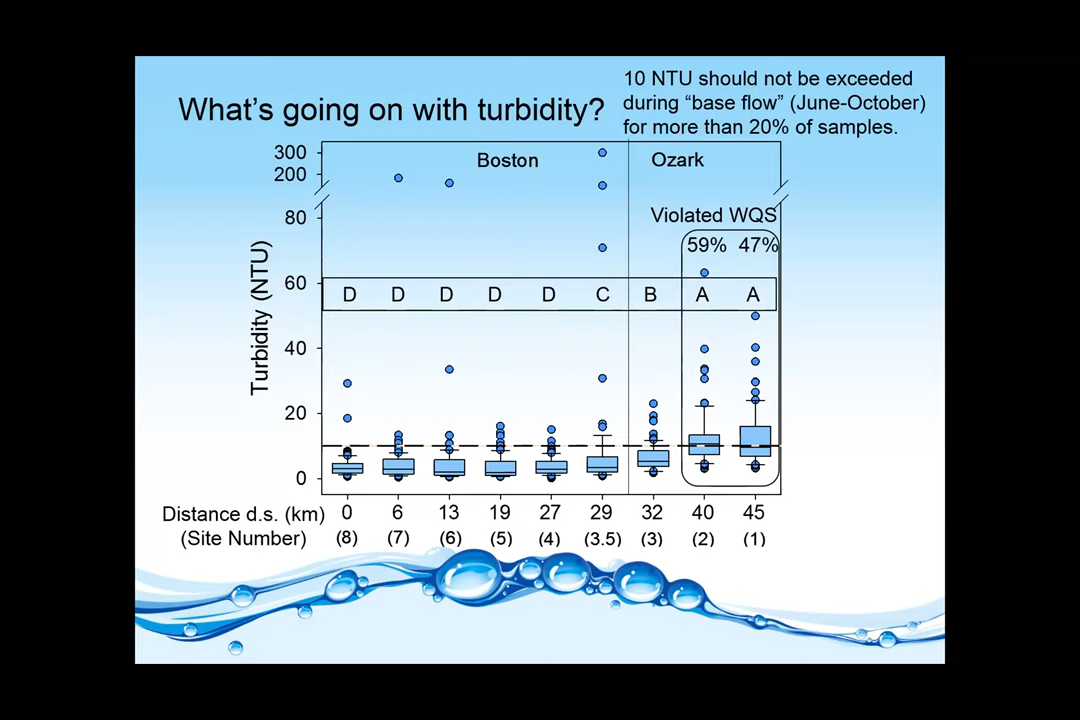 What's going on with turbidity?
10 NTU should not be exceeded
during “base flow” (June-October)
for more than 20% of samples.
300
200
80
60
40
20
0
Turbidity (NTU)
Boston
Ozark
Violated WQS
59% 47%
D D D D D C B A A
Distance d.s. (km) 0 6 13 19 27 29 32 40 45
(Site Number) (8) (7) (6) (5) (4) (3.5) (3) (2) (1)